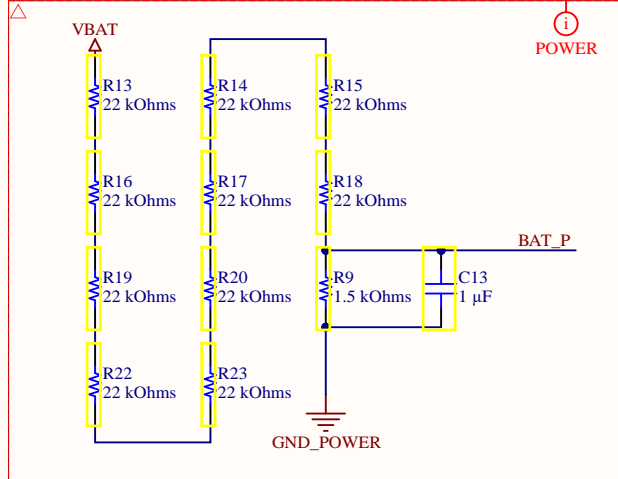 VBAT
i
POWER
R13
22 kOhms
R14
22 kOhms
R15
22 kOhms
R16
22 kOhms
R17
22 kOhms
R18
22 kOhms
BAT_P
R19
22 kOhms
R20
22 kOhms
R9
1.5 kOhms
C13
1 µF
R22
22 kOhms
R23
22 kOhms
GND_POWER